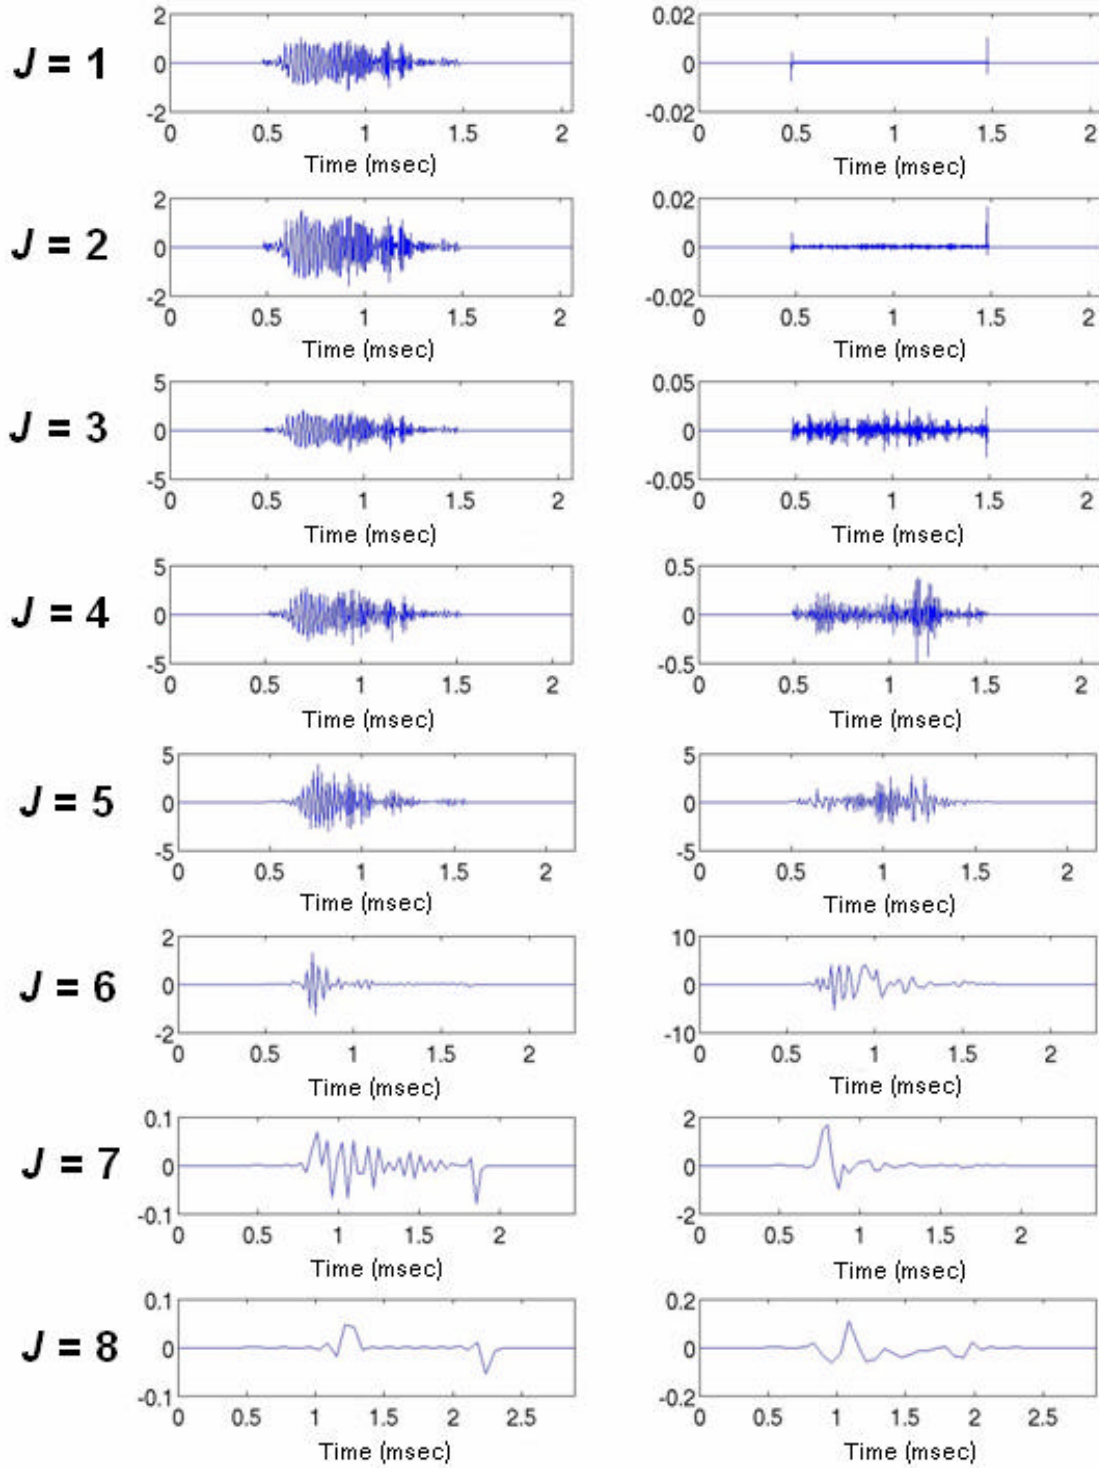 2 0.02
J = 1 0 0
-2 -0.02
0 0.5 1 1.5 2 0 0.5 1 1.5 2
Time (msec) Time (msec)
2 0.02
J = 2 0 0
-2 -0.02
0 0.5 1 1.5 2 0 0.5 1 1.5 2
Time (msec) Time (msec)
5 0.05
J = 3 0 0
-5 -0.05
0 0.5 1 1.5 2 0 0.5 1 1.5 2
Time (msec) Time (msec)
5 0.5
J = 4 0 0
-5 -0.5
0 0.5 1 1.5 2 0 0.5 1 1.5 2
Time (msec) Time (msec)
5 5
J = 5 0 0
-5 -5
0 0.5 1 1.5 2 0 0.5 1 1.5 2
Time (msec) Time (msec)
2 10
J = 6 0 0
-2 -10
0 0.5 1 1.5 2 0 0.5 1 1.5 2
Time (msec) Time (msec)
0.1 2
J = 7 0 0
-0.1 -2
0 0.5 1 1.5 2 0 0.5 1 1.5 2
Time (msec) Time (msec)
0.1 0.2
J = 8 0 0
-0.1 -0.2
0 0.5 1 1.5 2 2.5 0 0.5 1 1.5 2 2.5
Time (msec) Time (msec)